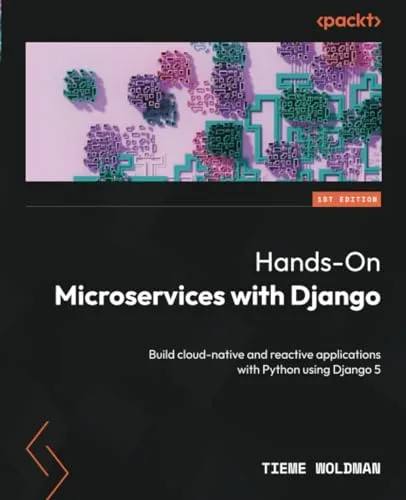 <packt>
1ST EDITION
Hands-On
Microservices with Django
Build cloud-native and reactive applications
with Python using Django 5
TIEME WOLDMAN